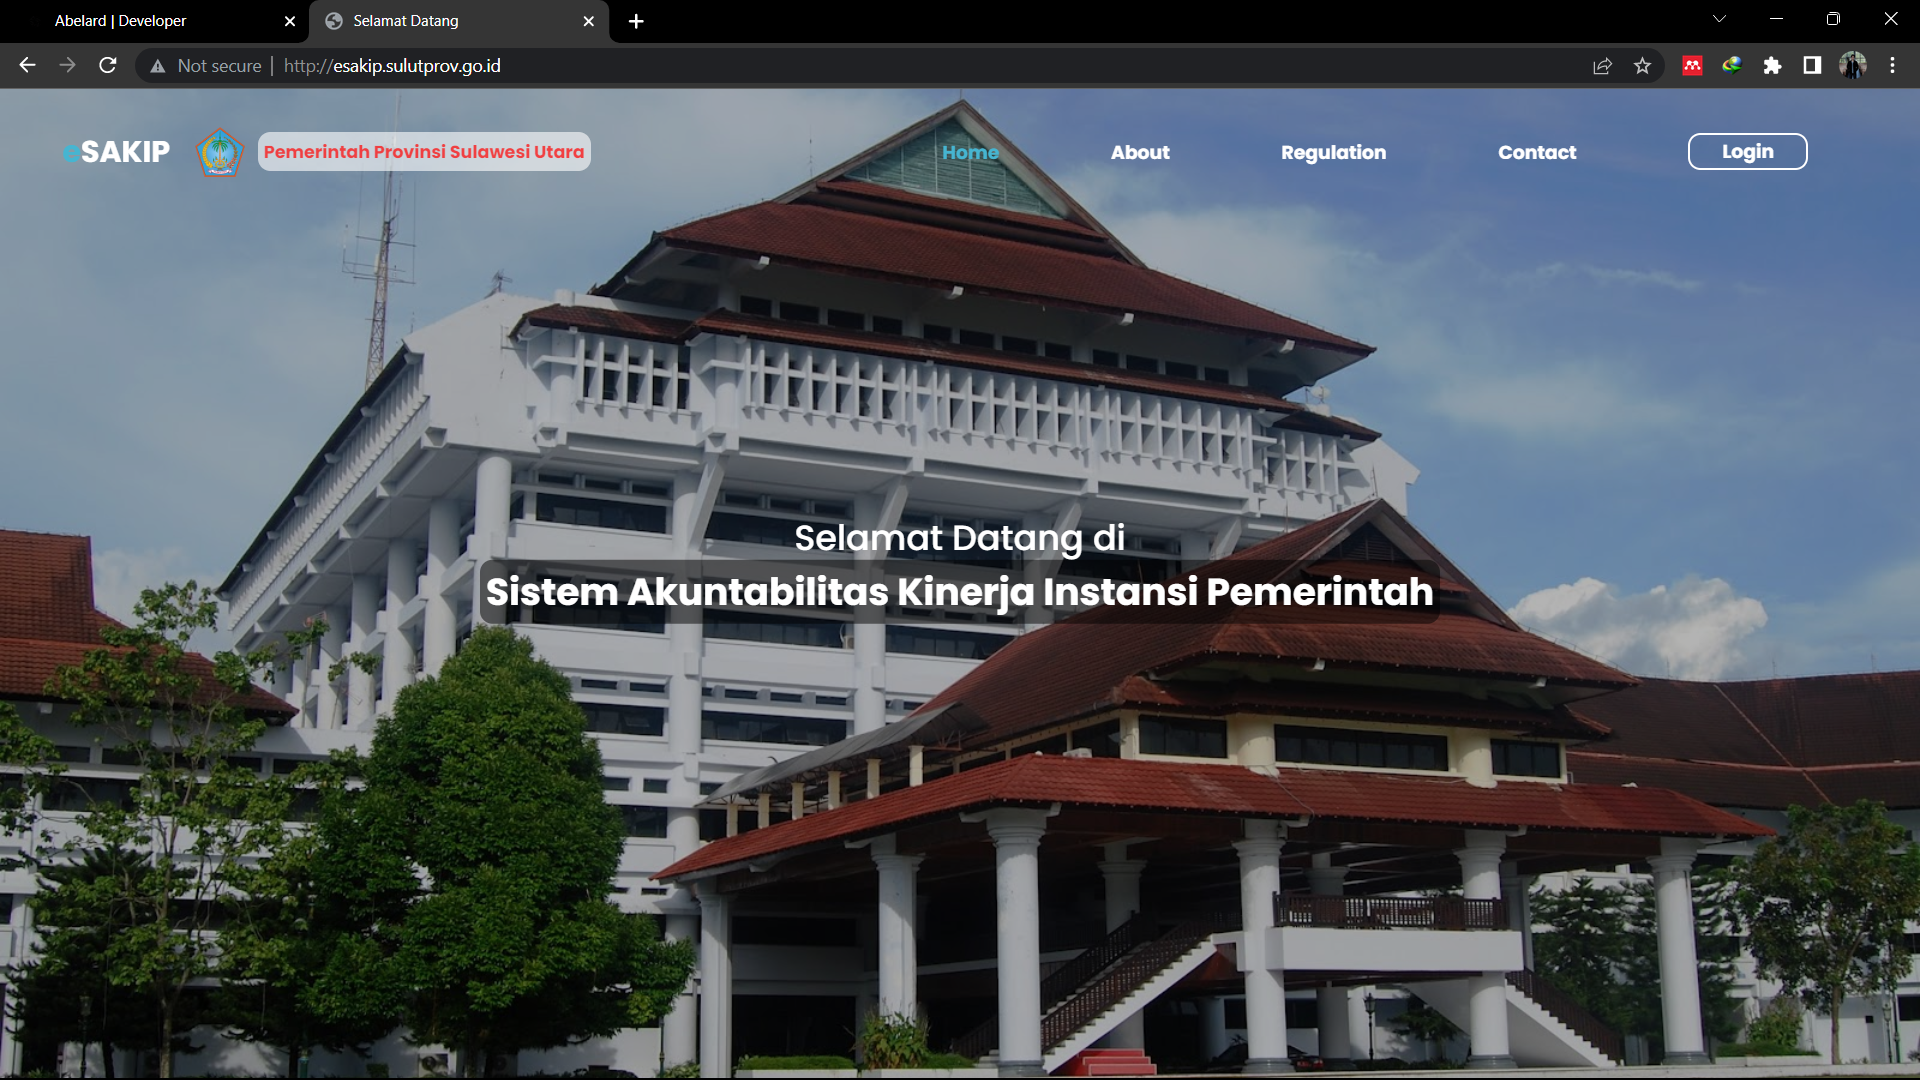 Abelard | Developer
Selamat Datang
Not secure
http://esakip.sulutprov.go.id
eSAKIP
Pemerintah Provinsi Sulawesi Utara
Home
About
Regulation
Contact
Login
Selamat Datang di
Sistem Akuntabilitas Kinerja Instansi Pemerintah